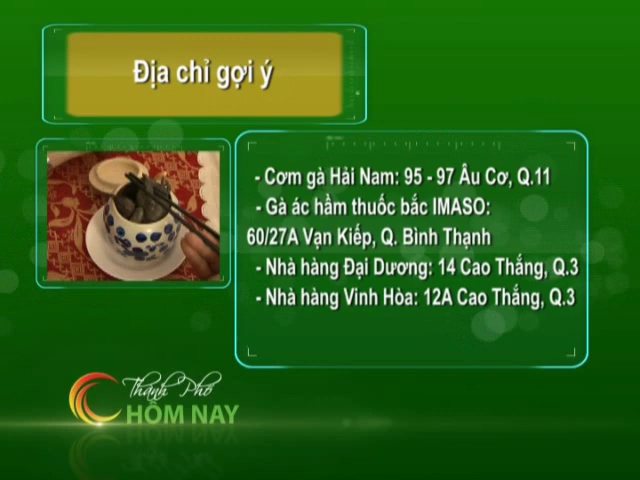 Địa chỉ gợi ý
- Cơm gà Hải Nam: 95 - 97 Âu Cơ, Q.11
- Gà ác hầm thuốc bắc IMASO:
60/27A Vạn Kiếp, Q. Bình Thạnh
- Nhà hàng Đại Dương: 14 Cao Thắng, Q.3
- Nhà hàng Vinh Hòa: 12A Cao Thắng, Q.3
Thành Phố
HÔM NAY